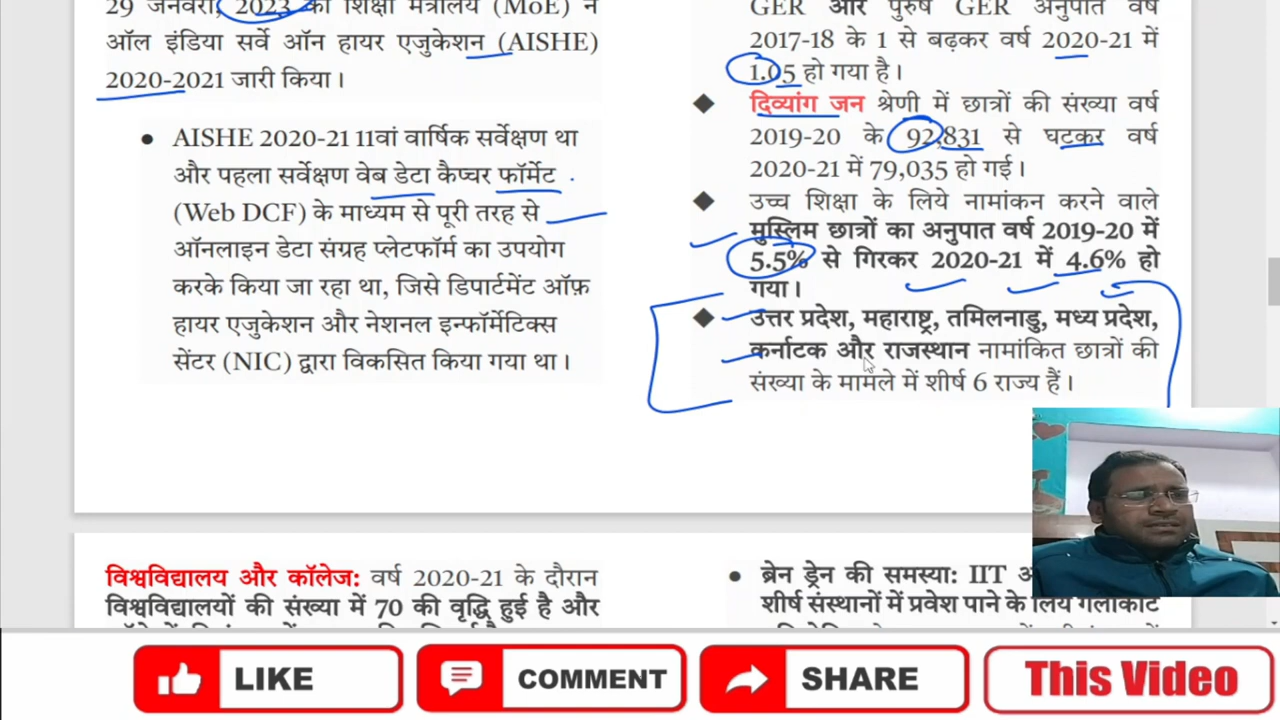 29 जनवरी, 2023 को शिक्षा मंत्रालय (MoE) ने
ऑल इंडिया सर्वे ऑन हायर एजुकेशन (AISHE)
2020-2021 जारी किया।
• AISHE 2020-21 11वां वार्षिक सर्वेक्षण था
और पहला सर्वेक्षण वेब डेटा कैप्चर फॉर्मेट
(Web DCF) के माध्यम से पूरी तरह से
ऑनलाइन डेटा संग्रह प्लेटफॉर्म का उपयोग
करके किया जा रहा था, जिसे डिपार्टमेंट ऑफ़
हायर एजुकेशन और नेशनल इन्फॉर्मेटिक्स
सेंटर (NIC) द्वारा विकसित किया गया था।
GER और पुरुष GER अनुपात वर्ष
2017-18 के 1 से बढ़कर वर्ष 2020-21 में
1.05 हो गया है।
◆ दिव्यांग जन श्रेणी में छात्रों की संख्या वर्ष
2019-20 के 92,831 से घटकर वर्ष
2020-21 में 79,035 हो गई।
◆ उच्च शिक्षा के लिये नामांकन करने वाले
मुस्लिम छात्रों का अनुपात वर्ष 2019-20 में
5.5% से गिरकर 2020-21 में 4.6% हो
गया।
◆ उत्तर प्रदेश, महाराष्ट्र, तमिलनाडु, मध्य प्रदेश,
कर्नाटक और राजस्थान नामांकित छात्रों की
संख्या के मामले में शीर्ष 6 राज्य हैं।
विश्वविद्यालय और कॉलेज: वर्ष 2020-21 के दौरान
विश्वविद्यालयों की संख्या में 70 की वृद्धि हुई है और
• ब्रेन ड्रेन की समस्या: IIT
शीर्ष संस्थानों में प्रवेश पाने के लिये गलाकाट
LIKE
COMMENT
SHARE
This Video